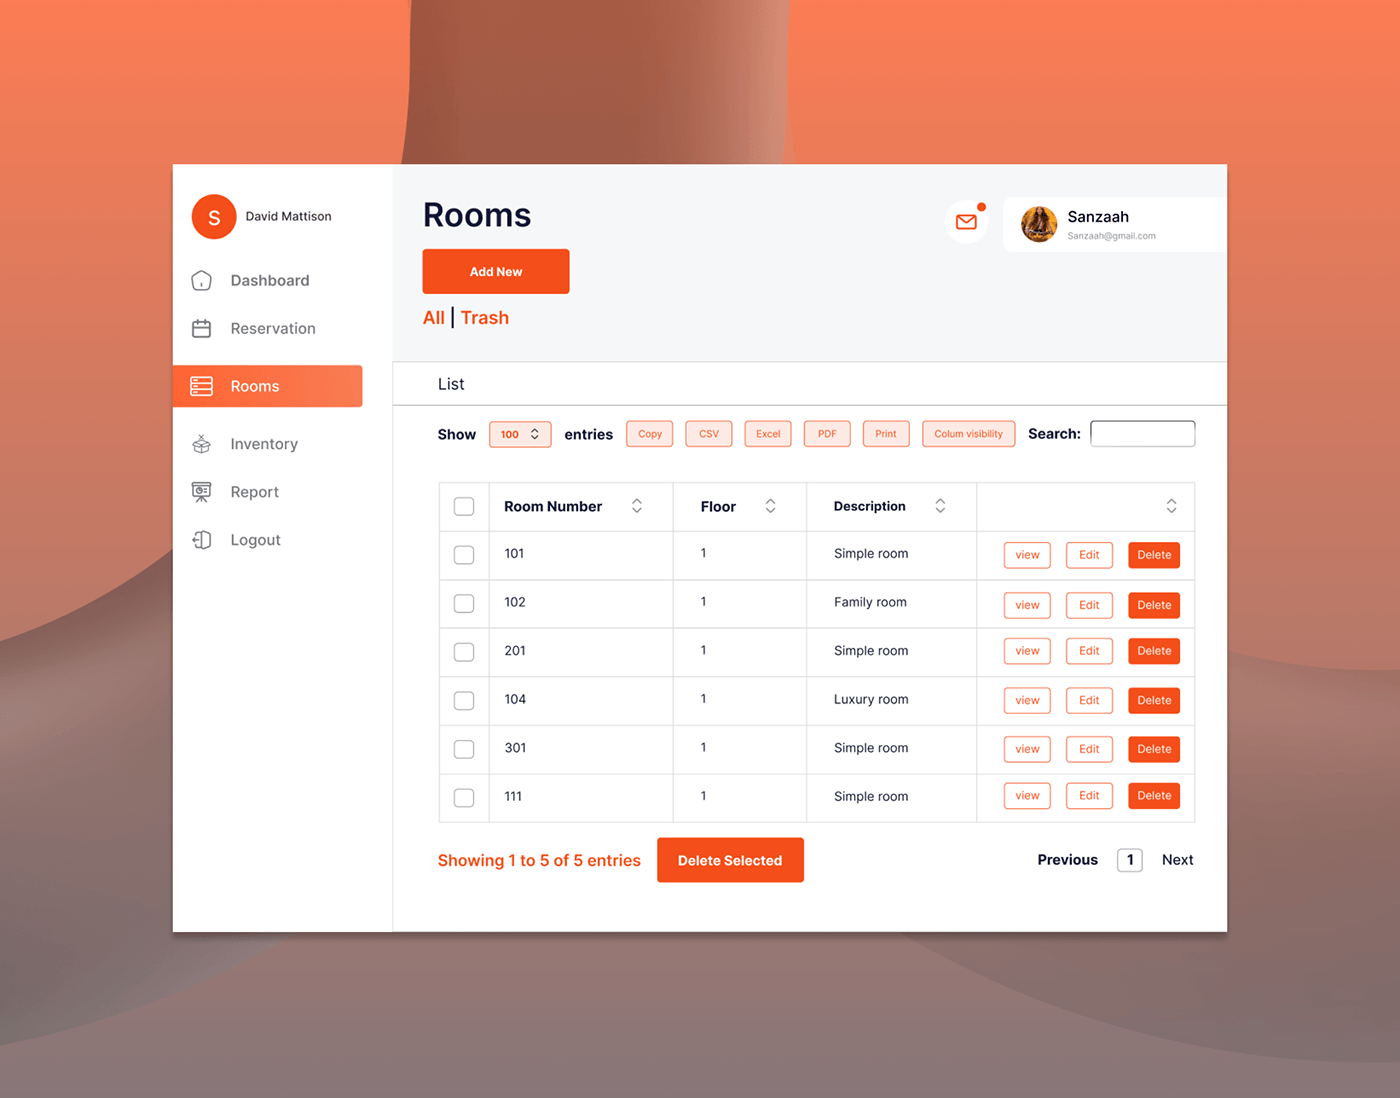 S David Mattison
Dashboard
Reservation
Rooms
Inventory
Report
Logout
Rooms
Sanzaah
Sanzaah@gmail.com
Add New
All | Trash
List
Show 100 entries Copy CSV Excel PDF Print Colum visibility Search:
Room Number Floor Description
101 1 Simple room view Edit Delete
102 1 Family room view Edit Delete
201 1 Simple room view Edit Delete
104 1 Luxury room view Edit Delete
301 1 Simple room view Edit Delete
111 1 Simple room view Edit Delete
Showing 1 to 5 of 5 entries Delete Selected Previous 1 Next